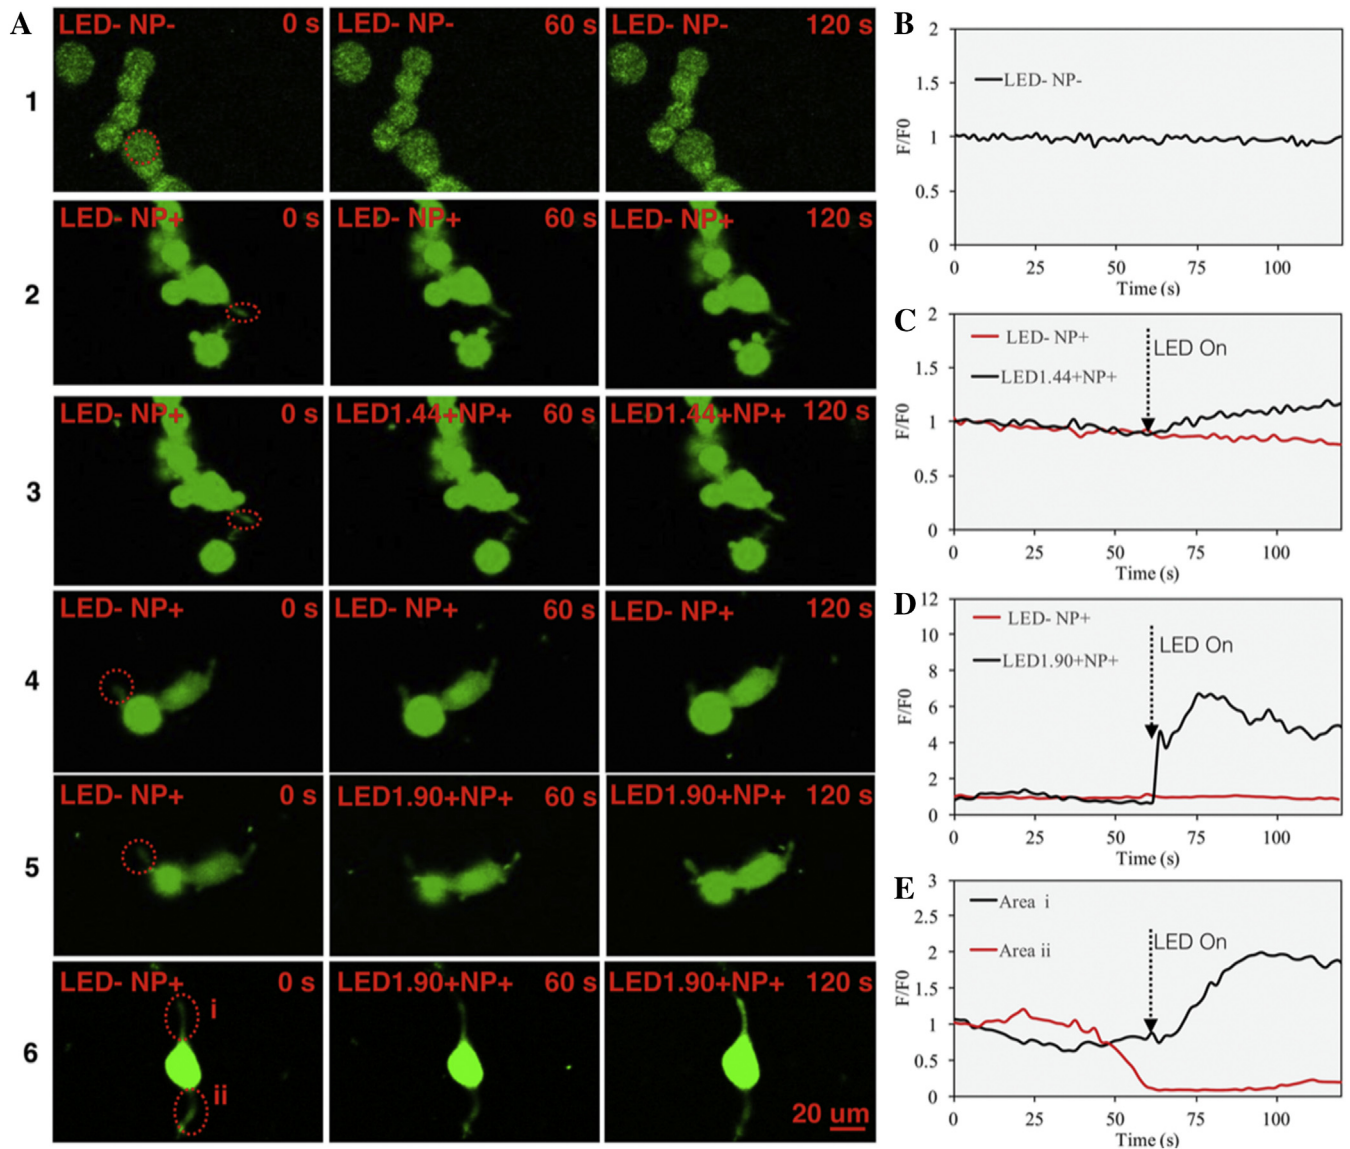 A
LED- NP- 0 s
LED- NP- 60 s
LED- NP- 120 s
1
LED- NP+ 0 s
LED- NP+ 60 s
LED- NP+ 120 s
2
LED- NP+ 0 s
LED1.44+NP+ 60 s
LED1.44+NP+ 120 s
3
LED- NP+ 0 s
LED- NP+ 60 s
LED- NP+ 120 s
4
LED- NP+ 0 s
LED1.90+NP+ 60 s
LED1.90+NP+ 120 s
5
LED- NP+ 0 s
LED1.90+NP+ 60 s
LED1.90+NP+ 120 s
i
6
ii
20 um
B
2
1.5
1
0.5
0
F/F0
LED- NP-
0 25 50 75 100
Time (s)
C
2
1.5
1
0.5
0
F/F0
LED- NP+
LED1.44+NP+
LED On
0 25 50 75 100
Time (s)
D
12
10
8
6
4
2
0
F/F0
LED- NP+
LED1.90+NP+
LED On
0 25 50 75 100
Time (s)
E
3
2.5
2
1.5
1
0.5
0
F/F0
Area i
Area ii
LED On
0 25 50 75 100
Time (s)